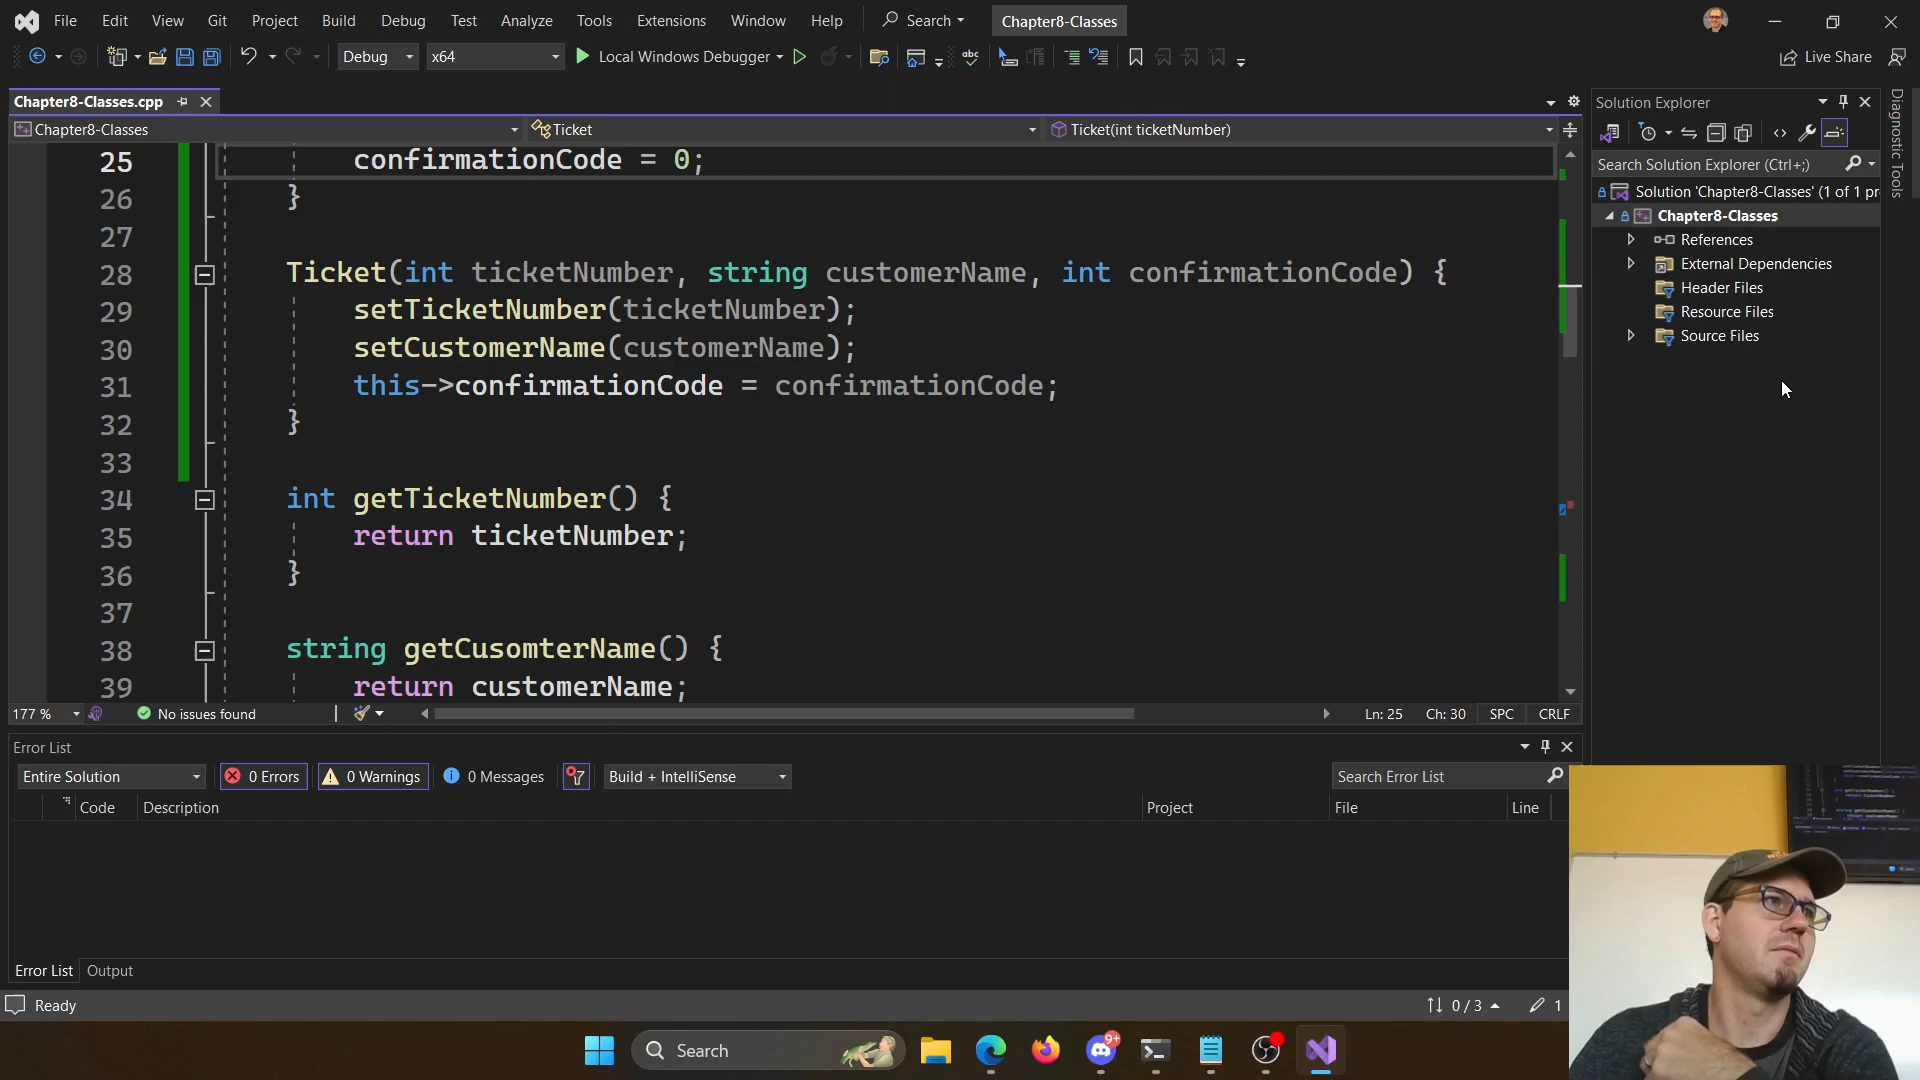 File Edit View Git Project Build Debug Test Analyze Tools Extensions Window Help Search Chapter8-Classes
Debug x64 Local Windows Debugger Live Share
Chapter8-Classes.cpp
Chapter8-Classes Ticket Ticket(int ticketNumber)
25 confirmationCode = 0;
26 }
27
28 Ticket(int ticketNumber, string customerName, int confirmationCode) {
29 setTicketNumber(ticketNumber);
30 setCustomerName(customerName);
31 this->confirmationCode = confirmationCode;
32 }
33
34 int getTicketNumber() {
35 return ticketNumber;
36 }
37
38 string getCusomterName() {
39 return customerName;
177 % No issues found Ln: 25 Ch: 30 SPC CRLF
Solution Explorer
Search Solution Explorer (Ctrl+;)
Solution 'Chapter8-Classes' (1 of 1 pr
Chapter8-Classes
References
External Dependencies
Header Files
Resource Files
Source Files
Diagnostic Tools
Error List
Entire Solution 0 Errors 0 Warnings 0 Messages Build + IntelliSense Search Error List
Code Description Project File Line
Error List Output
Ready 0 / 3 1
Search 9+